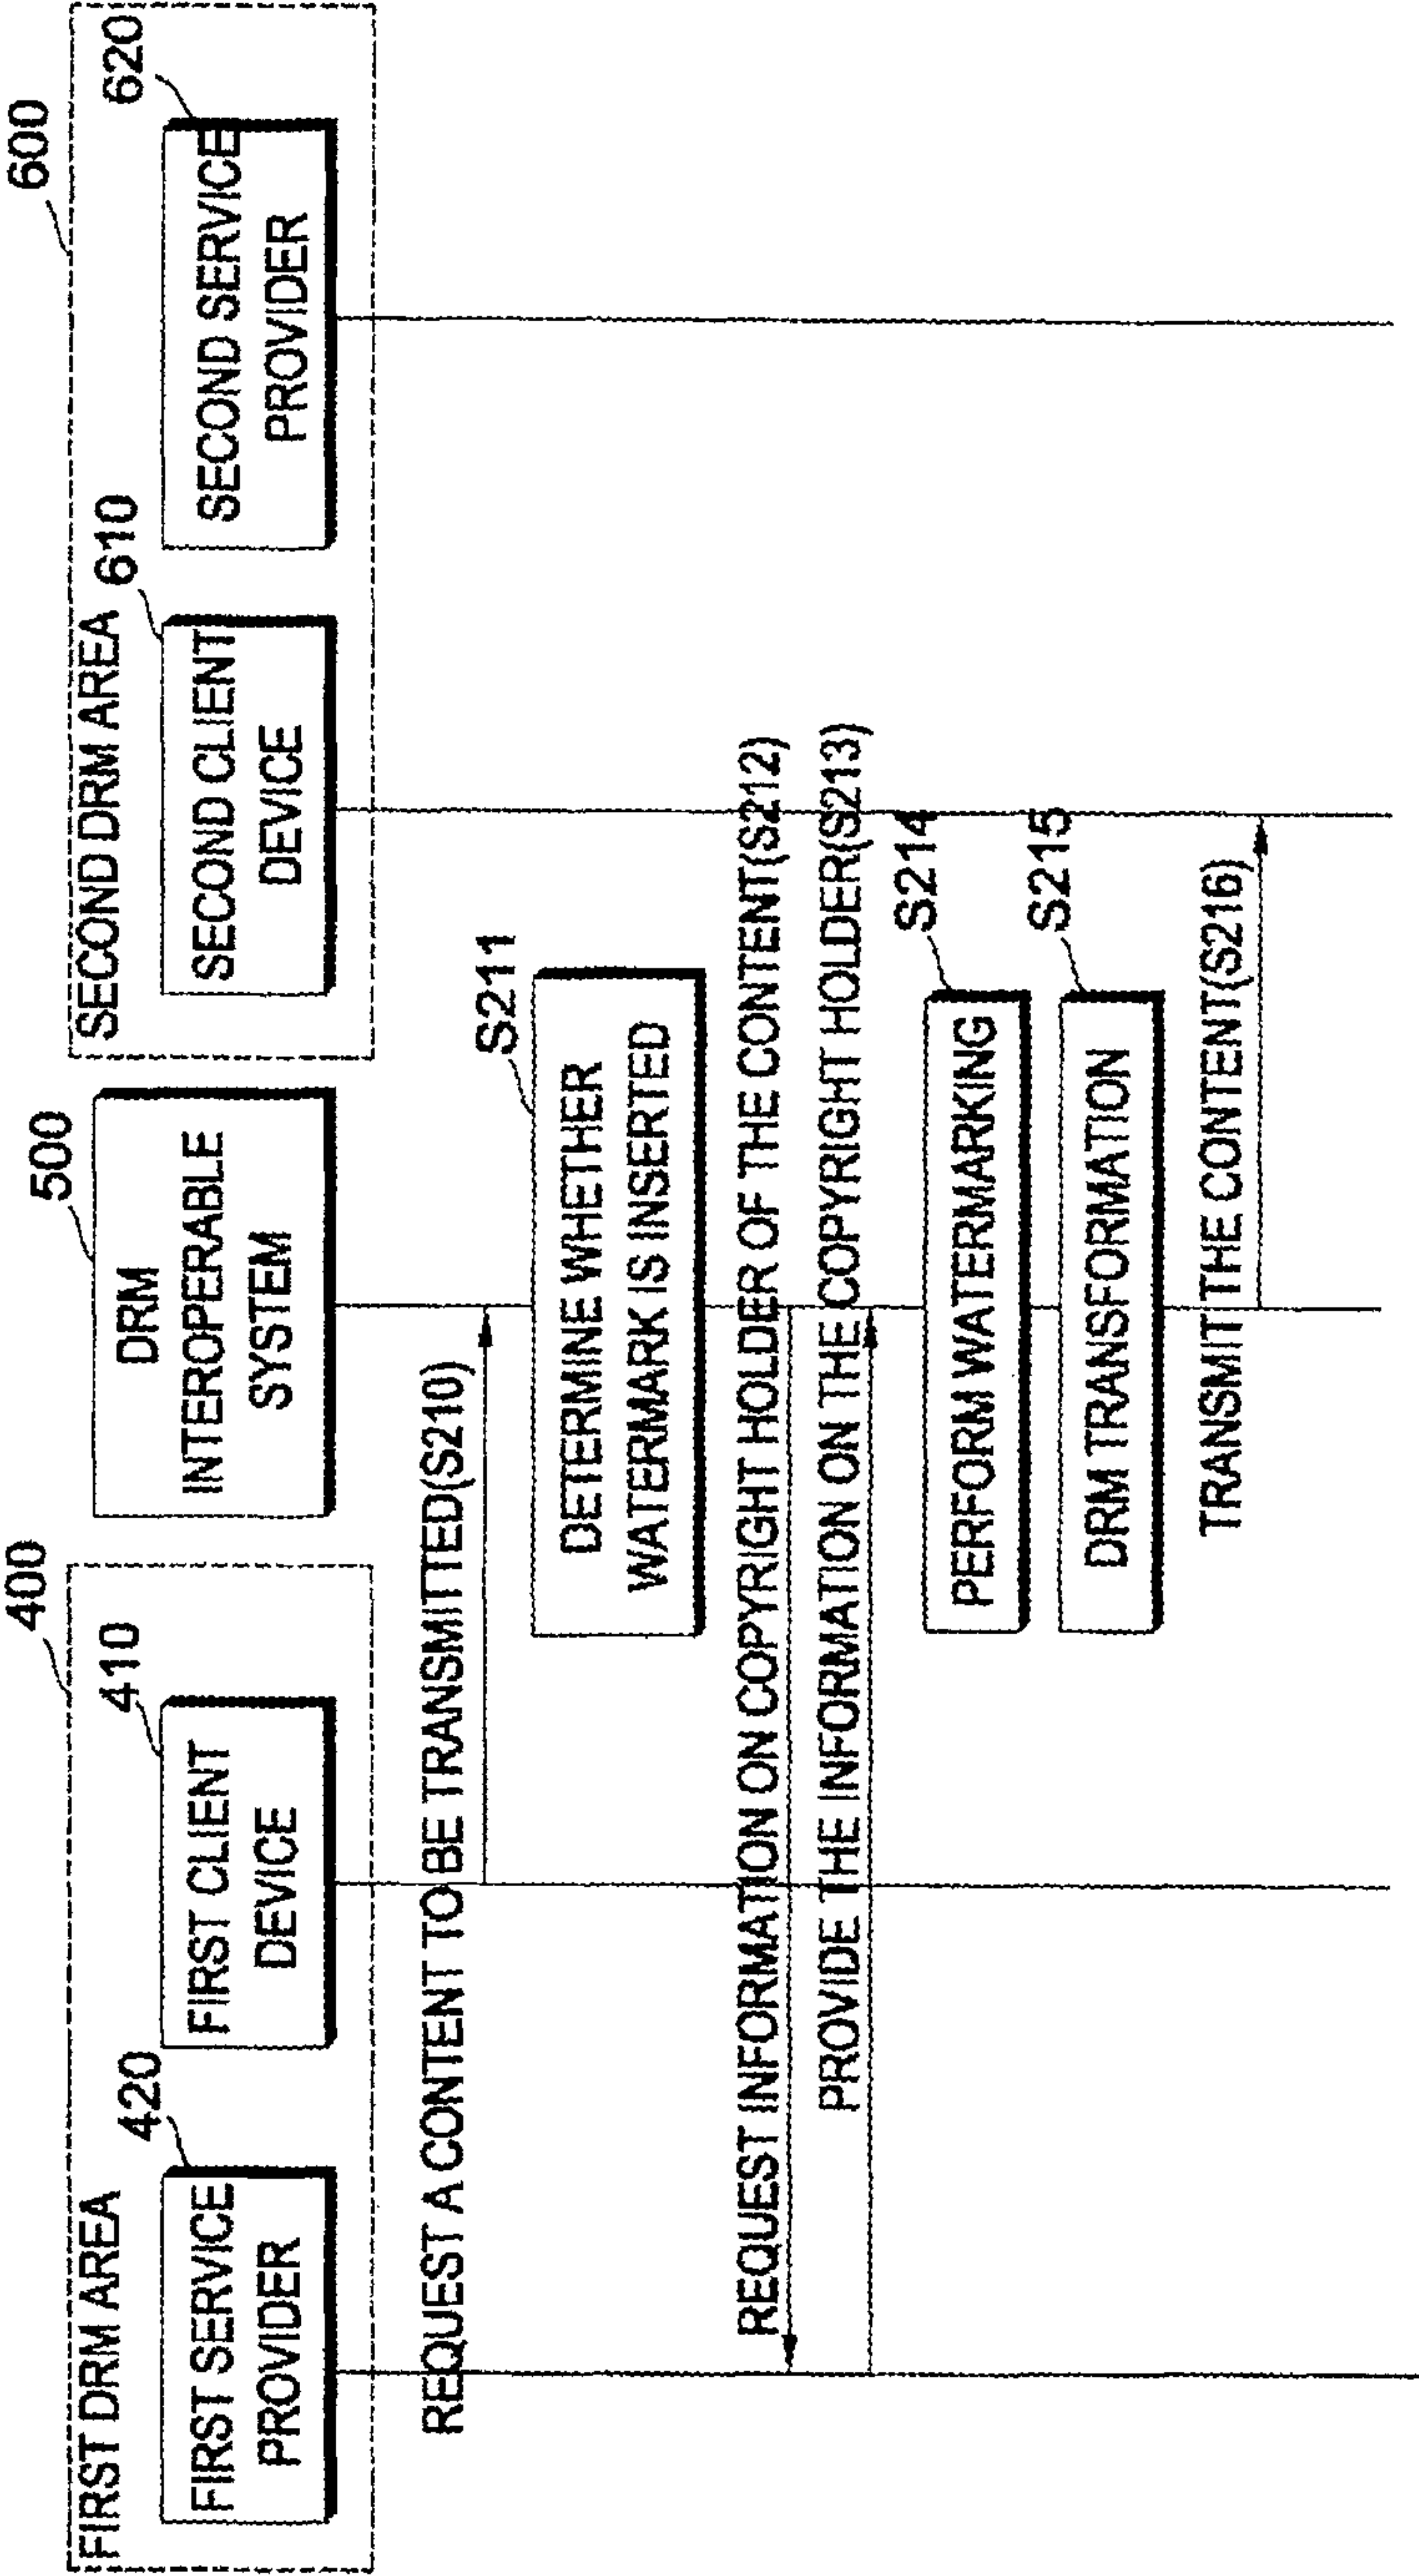 400
500
600
FIRST DRM AREA
SECOND DRM AREA
420
410
610
620
FIRST SERVICE
PROVIDER
FIRST CLIENT
DEVICE
DRM
INTEROPERABLE
SYSTEM
SECOND CLIENT
DEVICE
SECOND SERVICE
PROVIDER
REQUEST A CONTENT TO BE TRANSMITTED(S210)
S211
DETERMINE WHETHER
WATERMARK IS INSERTED
REQUEST INFORMATION ON COPYRIGHT HOLDER OF THE CONTENT(S212)
PROVIDE THE INFORMATION ON THE COPYRIGHT HOLDER(S213)
S214
PERFORM WATERMARKING
S215
DRM TRANSFORMATION
TRANSMIT THE CONTENT(S216)